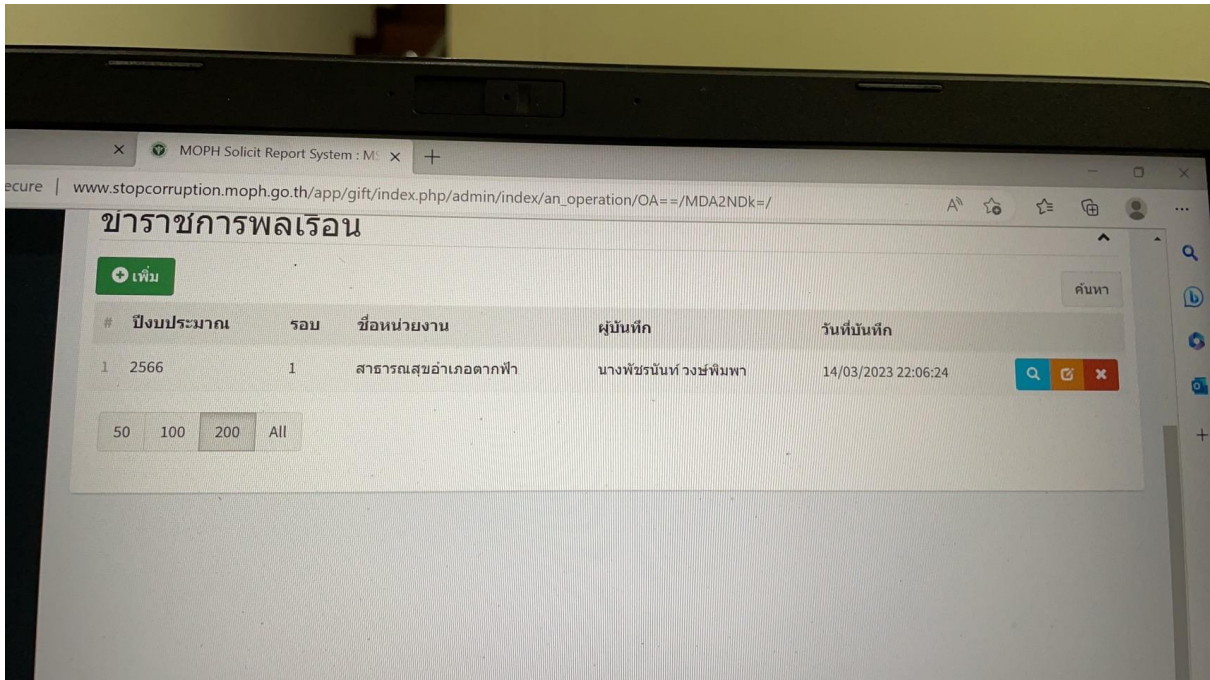 MOPH Solicit Report System : MS
ecure | www.stopcorruption.moph.go.th/app/gift/index.php/admin/index/an_operation/OA==/MDA2NDk=/
ข้าราชการพลเรือน
เพิ่ม
ค้นหา
# ปีงบประมาณ รอบ ชื่อหน่วยงาน ผู้บันทึก วันที่บันทึก
1 2566 1 สาธารณสุขอำเภอตากฟ้า นางพัชรนันท์ วงษ์พิมพา 14/03/2023 22:06:24
50 100 200 All